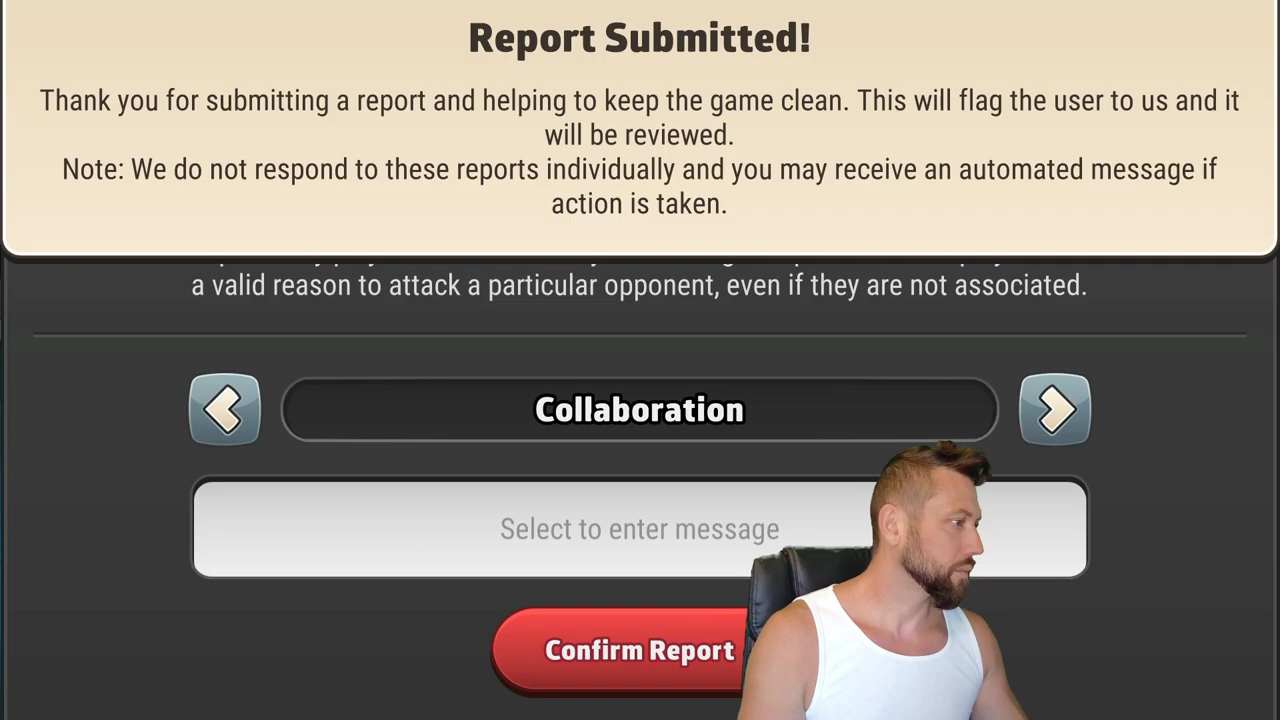 Report Submitted!
Thank you for submitting a report and helping to keep the game clean. This will flag the user to us and it
will be reviewed.
Note: We do not respond to these reports individually and you may receive an automated message if
action is taken.
a valid reason to attack a particular opponent, even if they are not associated.
Collaboration
Select to enter message
Confirm Report